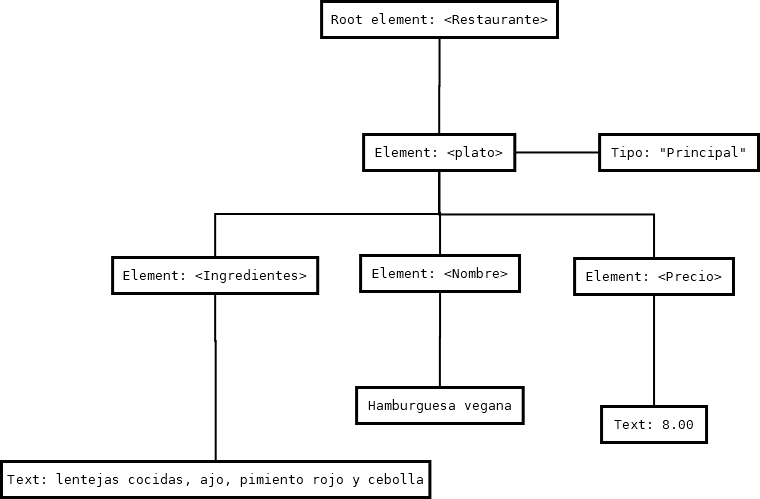 Root element: <Restaurante>
Element: <plato>
Tipo: "Principal"
Element: <Ingredientes>
Element: <Nombre>
Element: <Precio>
Hamburguesa vegana
Text: 8.00
Text: lentejas cocidas, ajo, pimiento rojo y cebolla